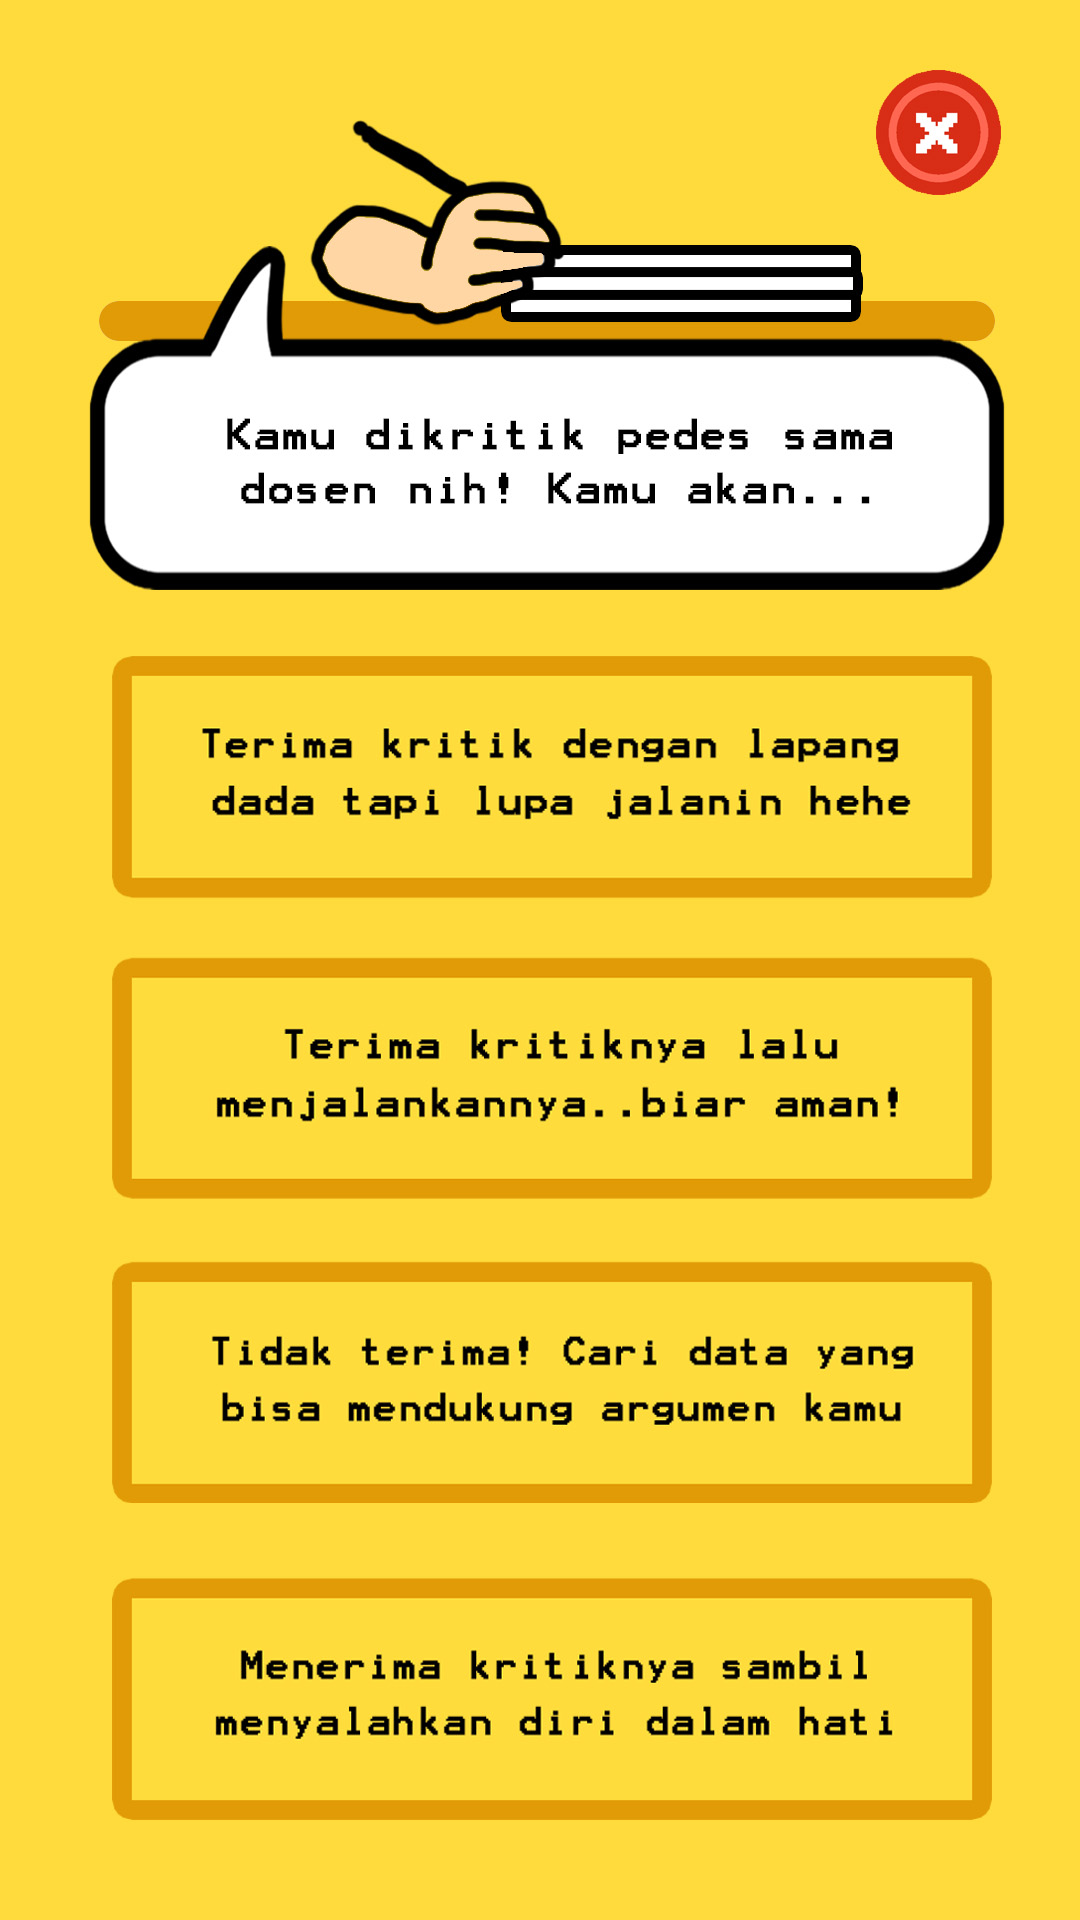 Kamu dikritik pedes sama
dosen nih! Kamu akan...
Terima kritik dengan lapang
dada tapi lupa jalanin hehe
Terima kritiknya lalu
menjalankannya..biar aman!
Tidak terima! Cari data yang
bisa mendukung argumen kamu
Menerima kritiknya sambil
menyalahkan diri dalam hati